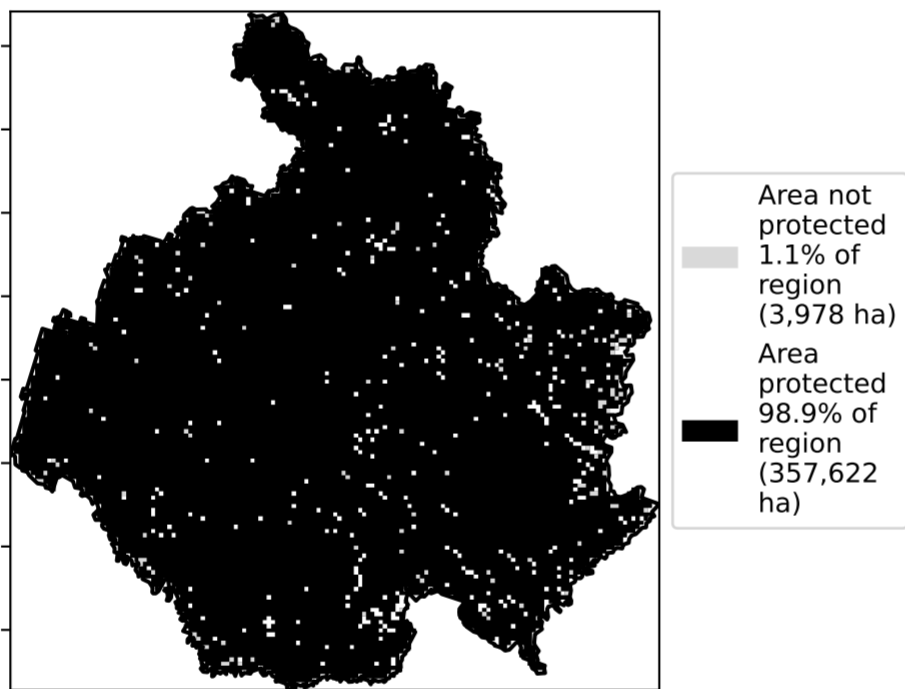 Area not
protected
1.1% of
region
(3,978 ha)
Area
protected
98.9% of
region
(357,622
ha)